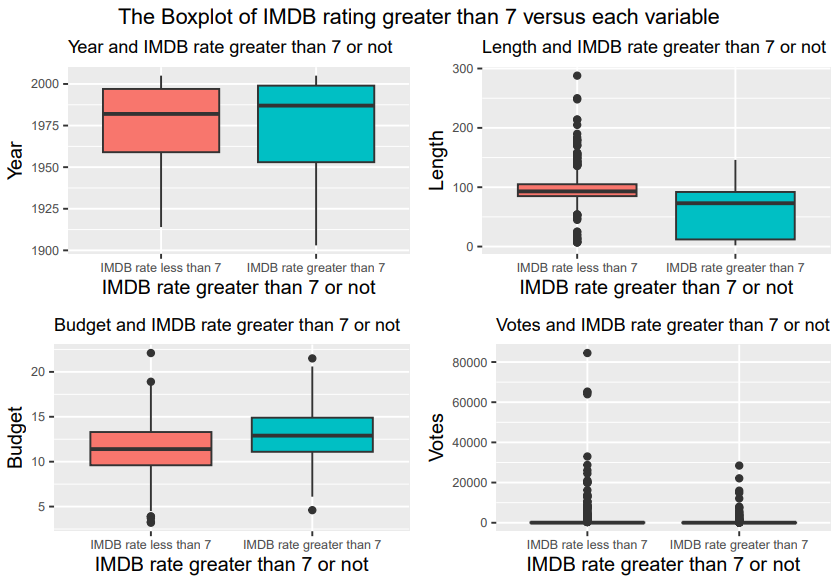 The Boxplot of IMDB rating greater than 7 versus each variable
Year and IMDB rate greater than 7 or not
2000
1975
1950
1925
1900
Year
IMDB rate less than 7
IMDB rate greater than 7
IMDB rate greater than 7 or not
Length and IMDB rate greater than 7 or not
300
200
100
0
Length
IMDB rate less than 7
IMDB rate greater than 7
IMDB rate greater than 7 or not
Budget and IMDB rate greater than 7 or not
20
15
10
5
Budget
IMDB rate less than 7
IMDB rate greater than 7
IMDB rate greater than 7 or not
Votes and IMDB rate greater than 7 or not
80000
60000
40000
20000
0
Votes
IMDB rate less than 7
IMDB rate greater than 7
IMDB rate greater than 7 or not